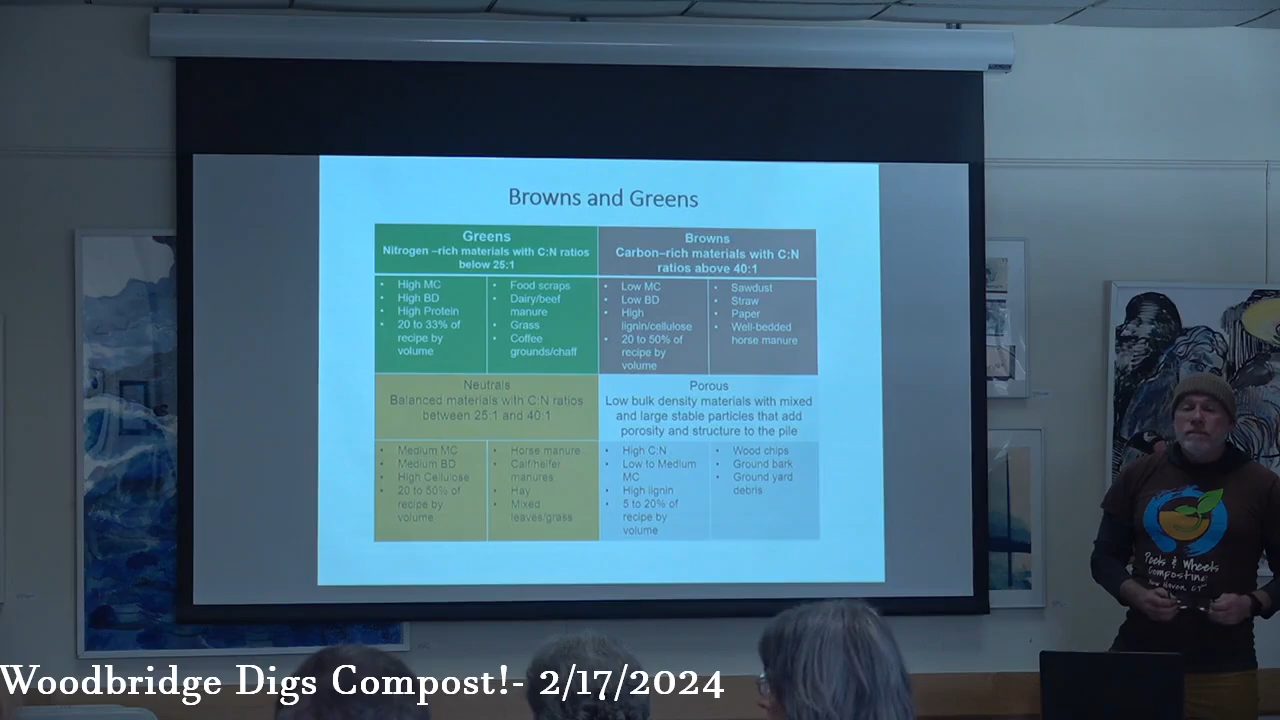 Browns and Greens
Greens
Nitrogen –rich materials with C:N ratios
below 25:1
Browns
Carbon–rich materials with C:N
ratios above 40:1
• High MC
• High BD
• High Protein
• 20 to 33% of
recipe by
volume
• Food scraps
• Dairy/beef
manure
• Grass
• Coffee
grounds/chaff
• Low MC
• Low BD
• High
lignin/cellulose
• 20 to 50% of
recipe by
volume
• Sawdust
• Straw
• Paper
• Well-bedded
horse manure
Neutrals
Balanced materials with C:N ratios
between 25:1 and 40:1
Porous
Low bulk density materials with mixed
and large stable particles that add
porosity and structure to the pile
• Medium MC
• Medium BD
• High Cellulose
• 20 to 50% of
recipe by
volume
• Horse manure
• Calf/heifer
manures
• Hay
• Mixed
leaves/grass
• High C:N
• Low to Medium
MC
• High lignin
• 5 to 20% of
recipe by
volume
• Wood chips
• Ground bark
• Ground yard
debris
Peels & Wheels
Composting
New Haven, CT
Woodbridge Digs Compost!- 2/17/2024